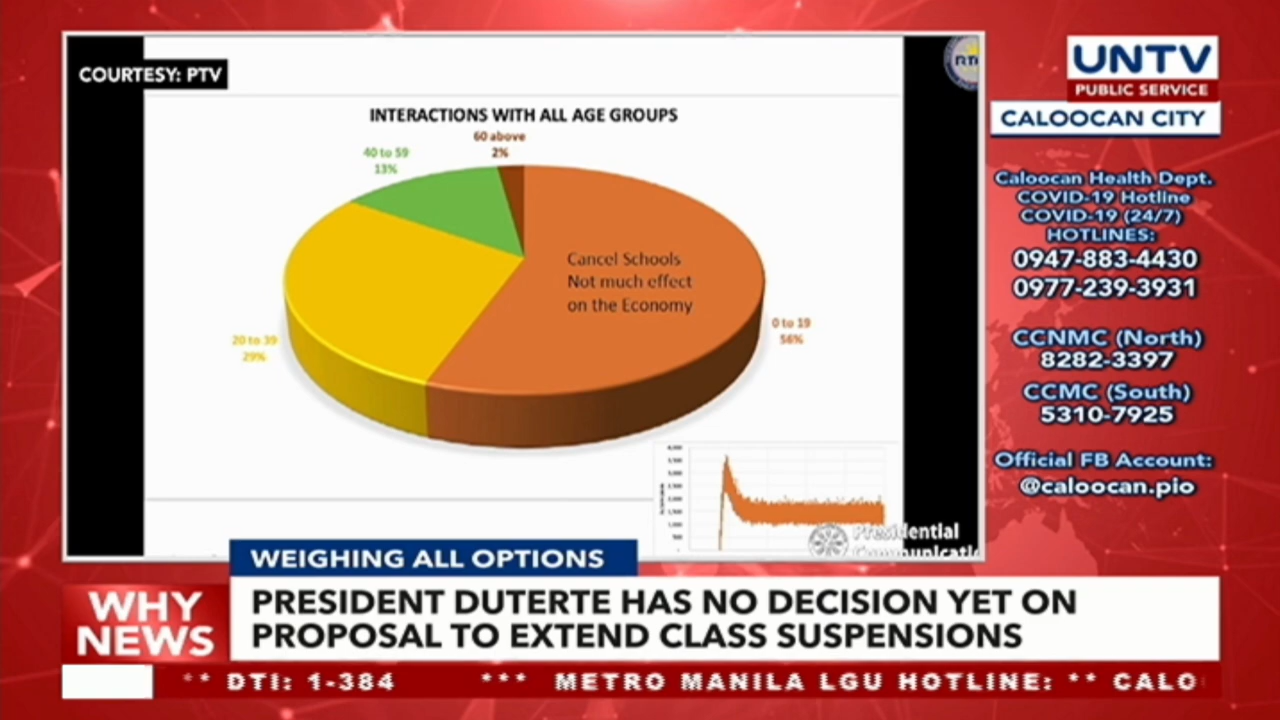 COURTESY: PTV
RTC
INTERACTIONS WITH ALL AGE GROUPS
60 above
2%
40 to 59
13%
Cancel Schools
Not much effect
on the Economy
0 to 19
56%
20 to 39
29%
Presidential
UNTV
PUBLIC SERVICE
CALOOCAN CITY
Caloocan Health Dept.
COVID-19 Hotline
COVID-19 (24/7)
HOTLINES:
0947-883-4430
0977-239-3931
CCNMC (North)
8282-3397
CCMC (South)
5310-7925
Official FB Account:
@caloocan.pio
WEIGHING ALL OPTIONS
WHY
NEWS
PRESIDENT DUTERTE HAS NO DECISION YET ON
PROPOSAL TO EXTEND CLASS SUSPENSIONS
** DTI: 1-384 *** METRO MANILA LGU HOTLINE: ** CALO